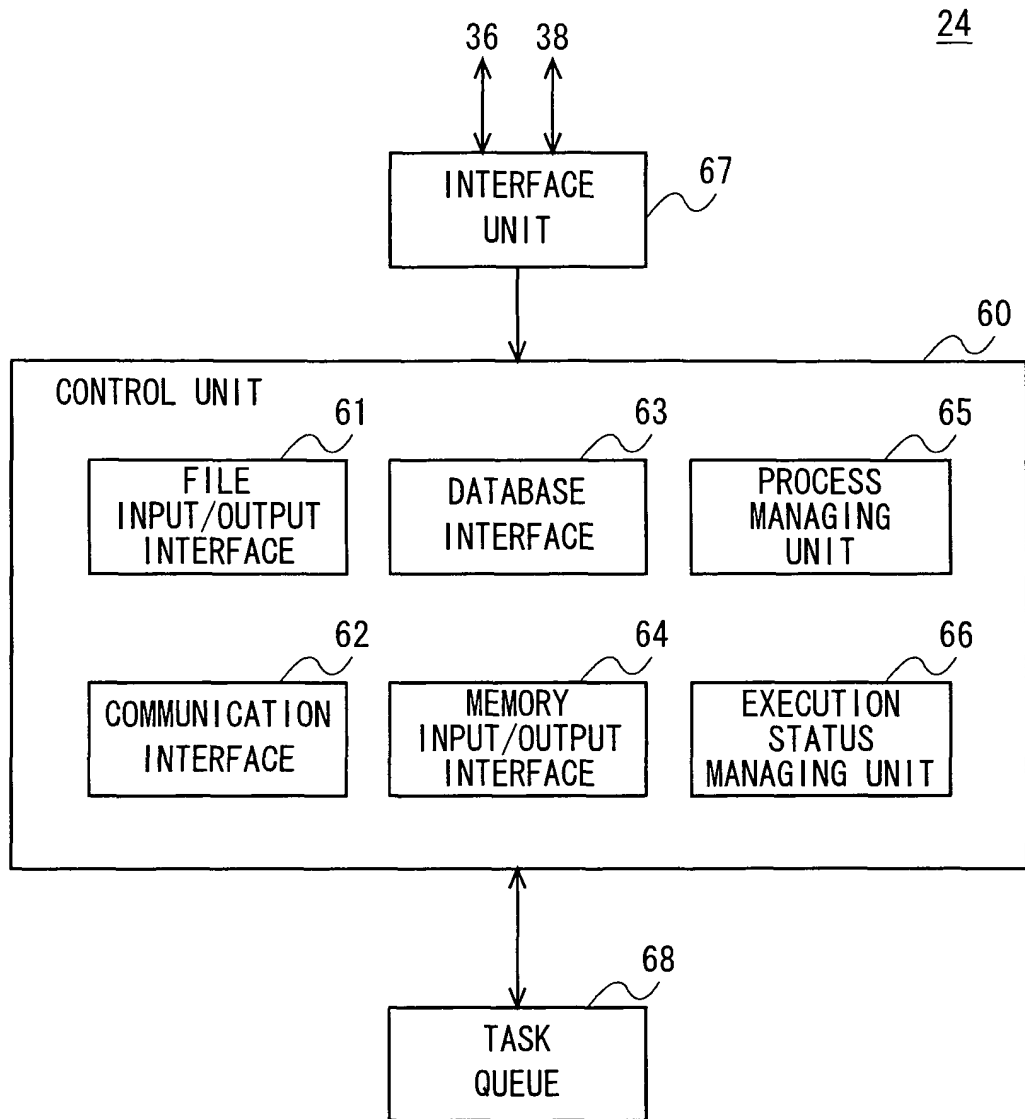 24
36 38
INTERFACE
UNIT
67
60
CONTROL UNIT
61
FILE
INPUT/OUTPUT
INTERFACE
63
DATABASE
INTERFACE
65
PROCESS
MANAGING
UNIT
62
COMMUNICATION
INTERFACE
64
MEMORY
INPUT/OUTPUT
INTERFACE
66
EXECUTION
STATUS
MANAGING UNIT
68
TASK
QUEUE